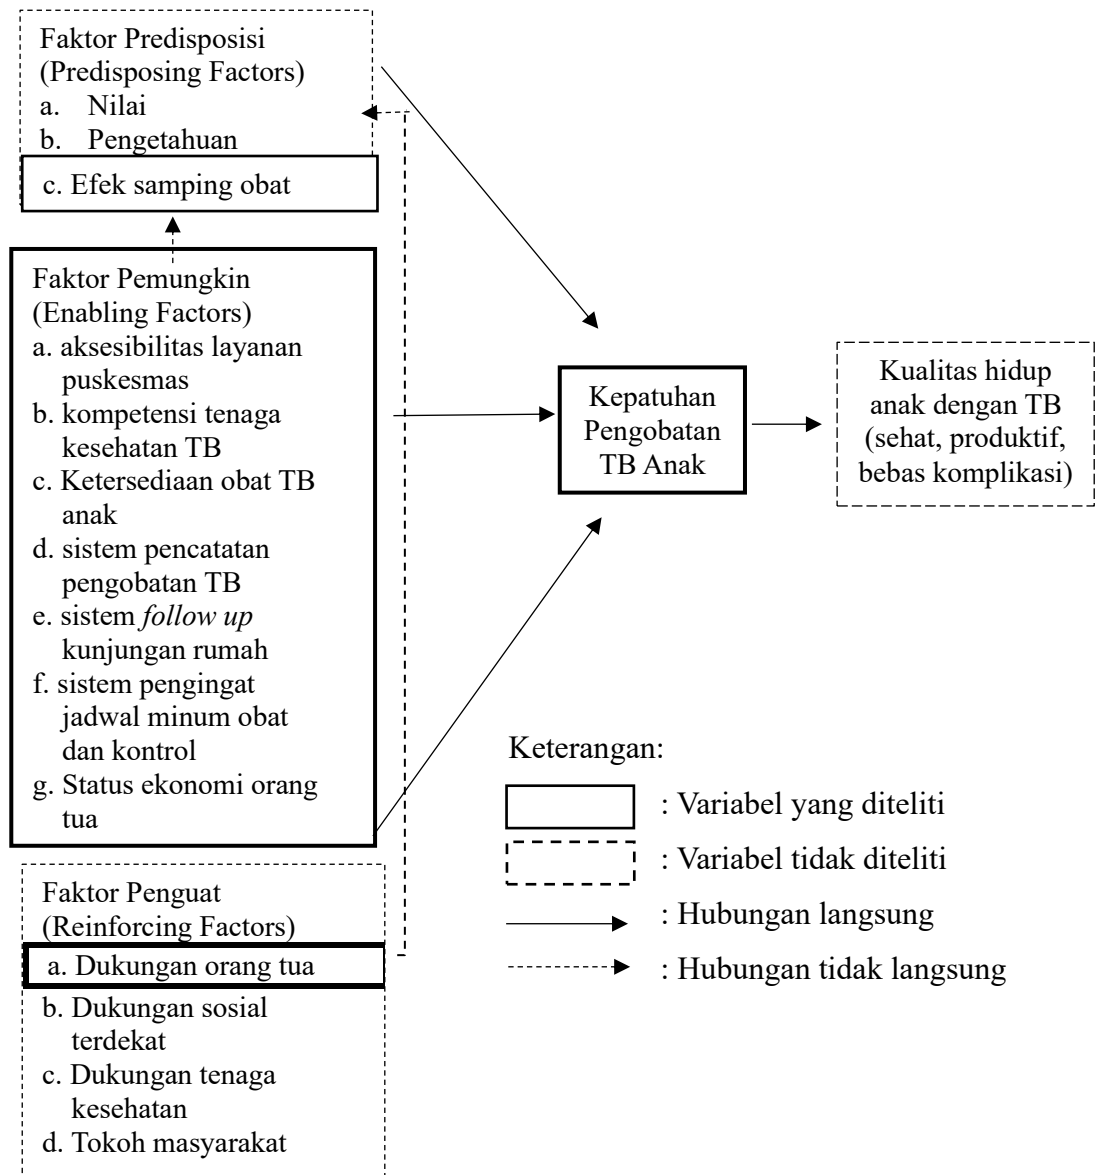 Faktor Predisposisi
(Predisposing Factors)
a. Nilai
b. Pengetahuan
c. Efek samping obat
Faktor Pemungkin
(Enabling Factors)
a. aksesibilitas layanan
puskesmas
b. kompetensi tenaga
kesehatan TB
c. Ketersediaan obat TB
anak
d. sistem pencatatan
pengobatan TB
e. sistem follow up
kunjungan rumah
f. sistem pengingat
jadwal minum obat
dan kontrol
g. Status ekonomi orang
tua
Faktor Penguat
(Reinforcing Factors)
a. Dukungan orang tua
b. Dukungan sosial
terdekat
c. Dukungan tenaga
kesehatan
d. Tokoh masyarakat
Kepatuhan
Pengobatan
TB Anak
Kualitas hidup
anak dengan TB
(sehat, produktif,
bebas komplikasi)
Keterangan:
: Variabel yang diteliti
: Variabel tidak diteliti
: Hubungan langsung
: Hubungan tidak langsung